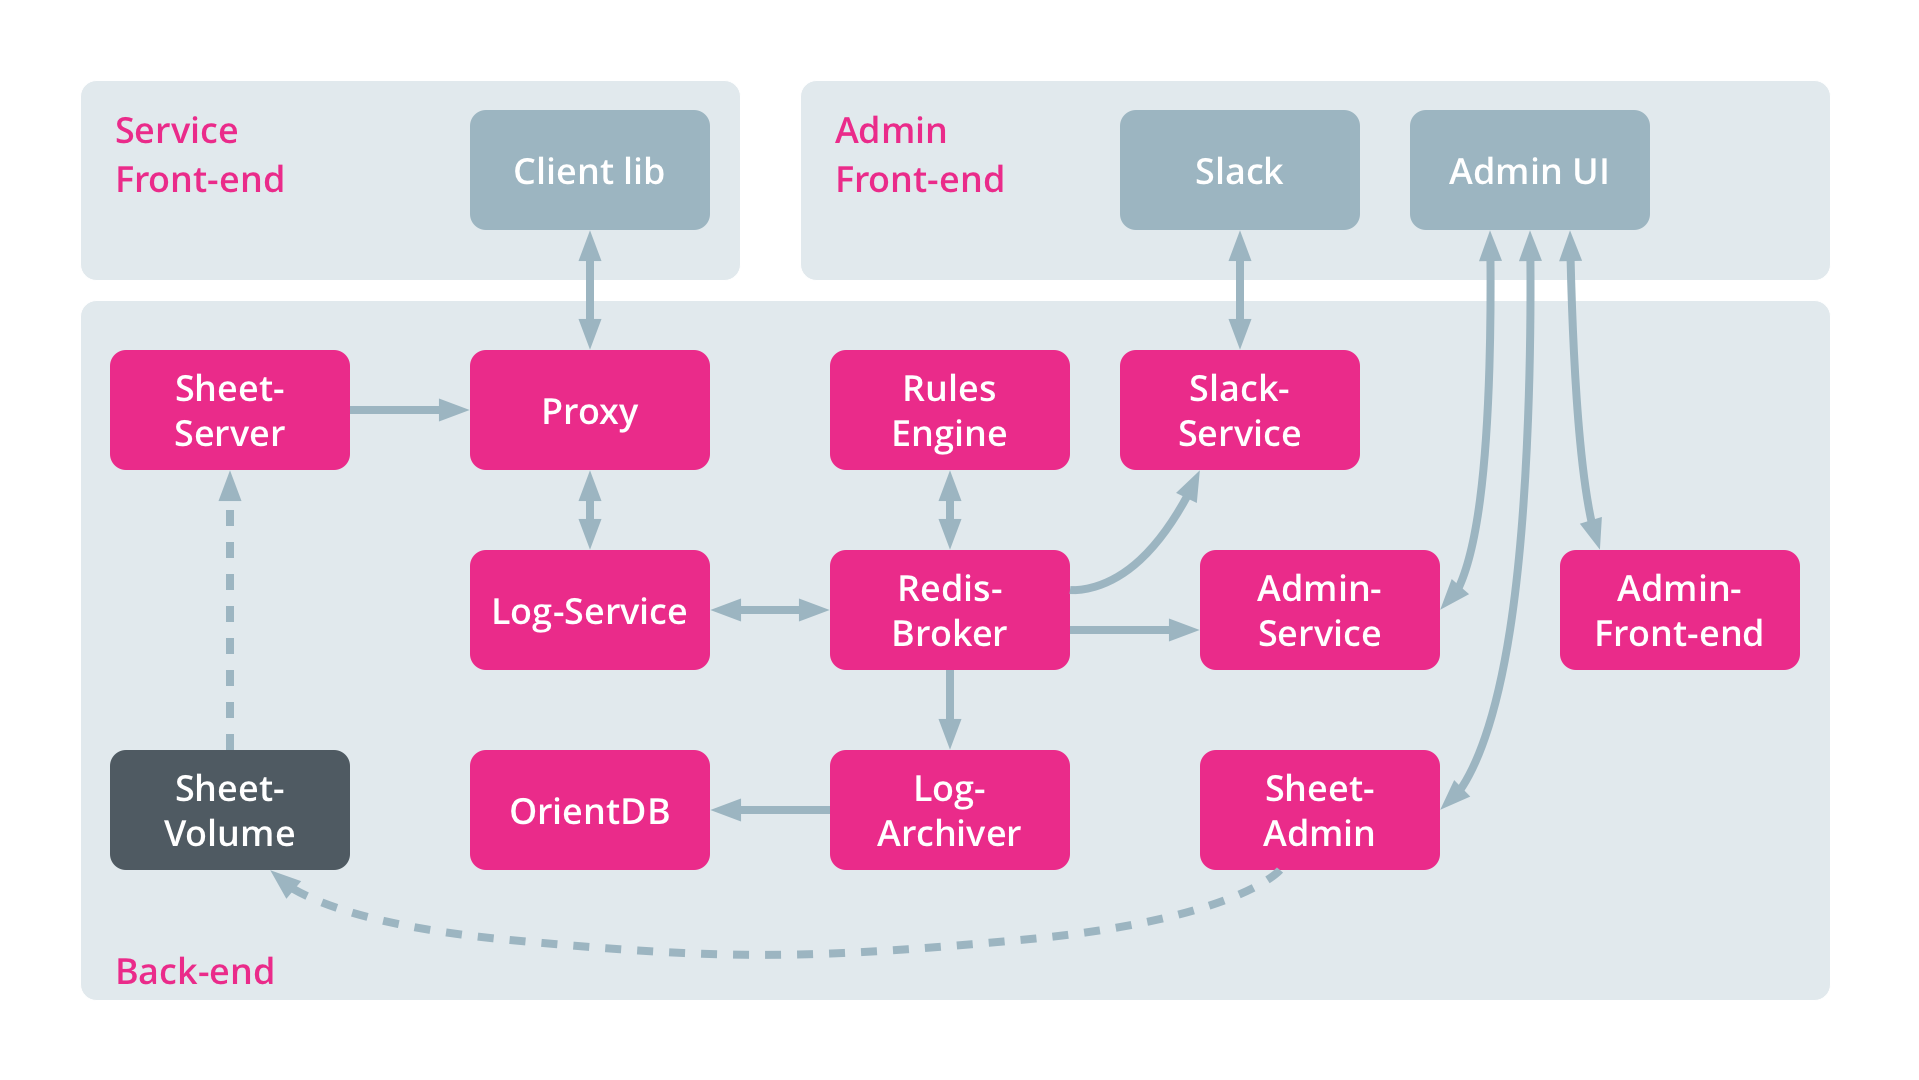 Service
Front-end
Client lib
Admin
Front-end
Slack
Admin UI
Sheet-
Server
Proxy
Rules
Engine
Slack-
Service
Log-Service
Redis-
Broker
Admin-
Service
Admin-
Front-end
Sheet-
Volume
OrientDB
Log-
Archiver
Sheet-
Admin
Back-end